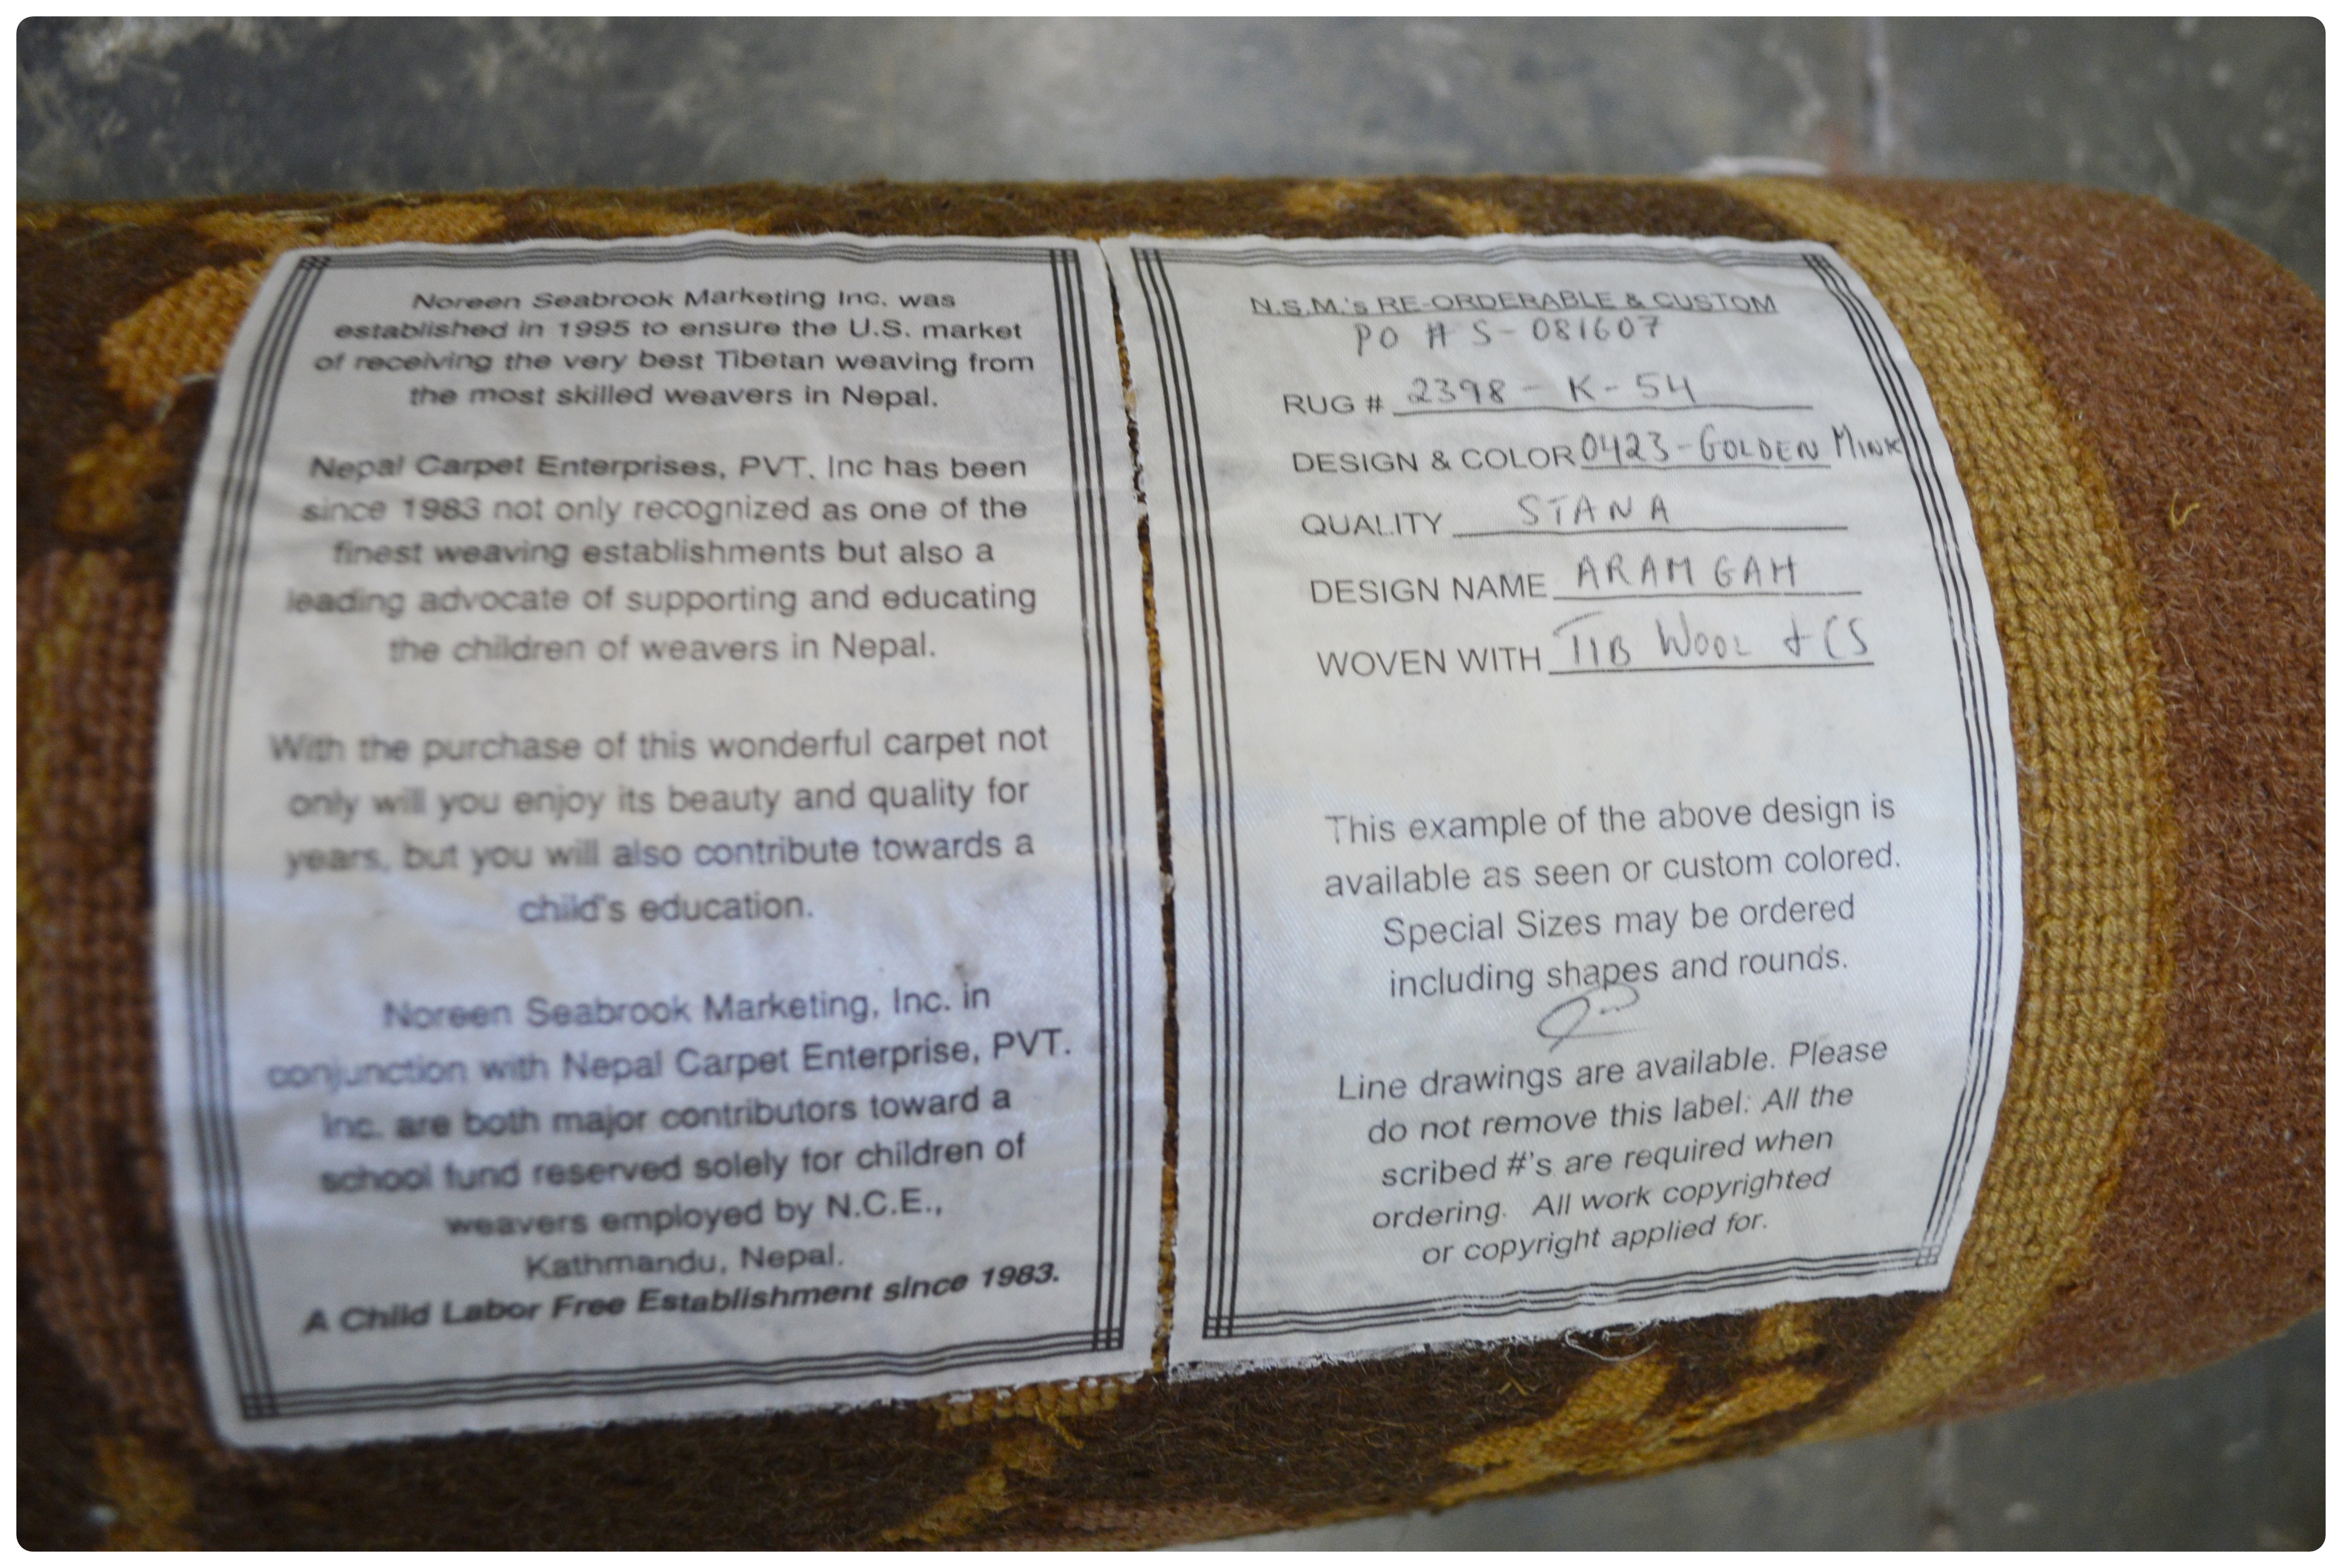 Noreen Seabrook Marketing Inc. was
established in 1995 to ensure the U.S. market
of receiving the very best Tibetan weaving from
the most skilled weavers in Nepal.
Nepal Carpet Enterprises, PVT. Inc has been
since 1983 not only recognized as one of the
finest weaving establishments but also a
leading advocate of supporting and educating
the children of weavers in Nepal.
With the purchase of this wonderful carpet not
only will you enjoy its beauty and quality for
years, but you will also contribute towards a
child's education.
Noreen Seabrook Marketing, Inc. in
conjunction with Nepal Carpet Enterprise, PVT.
Inc. are both major contributors toward a
school fund reserved solely for children of
weavers employed by N.C.E.,
Kathmandu, Nepal.
A Child Labor Free Establishment since 1983.
N.S.M.'s RE-ORDERABLE & CUSTOM
PO # S-081607
RUG # 2398 - K - 54
DESIGN & COLOR 0423-GOLDEN MINK
QUALITY STANA
DESIGN NAME ARAM GAH
WOVEN WITH TIB WOOL + CS
This example of the above design is
available as seen or custom colored.
Special Sizes may be ordered
including shapes and rounds.
Line drawings are available. Please
do not remove this label: All the
scribed #'s are required when
ordering. All work copyrighted
or copyright applied for.